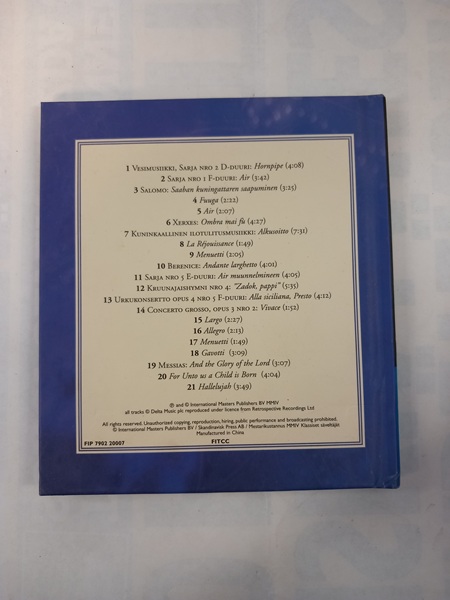 1 Vesimusiikki, Sarja nro 2 D-duuri: Hornpipe (4:08)
2 Sarja nro 1 F-duuri: Air (3:42)
3 Salomo: Saaban kuningattaren saapuminen (3:25)
4 Fuuga (2:22)
5 Air (2:07)
6 Xerxes: Ombra mai fu (4:27)
7 Kuninkaallinen ilotulitusmusiikki: Alkusoitto (7:31)
8 La Réjouissance (1:49)
9 Menuetti (2:05)
10 Berenice: Andante larghetto (4:01)
11 Sarja nro 5 E-duuri: Air muunnelmineen (4:05)
12 Kruunajaishymni nro 4: "Zadok, pappi" (5:35)
13 Urkukonsertto opus 4 nro 5 F-duuri: Alla siciliana, Presto (4:12)
14 Concerto grosso, opus 3 nro 2: Vivace (1:52)
15 Largo (2:27)
16 Allegro (2:13)
17 Menuetti (1:49)
18 Gavotti (3:09)
19 Messias: And the Glory of the Lord (3:07)
20 For Unto us a Child is Born (4:04)
21 Hallelujah (3:49)
℗ and © International Masters Publishers BV MMIV
all tracks © Delta Music plc reproduced under licence from Retrospective Recordings Ltd
All rights reserved. Unauthorized copying, reproduction, hiring, public performance and broadcasting prohibited.
© International Masters Publishers BV / Skandinavisk Press AB / Mestarikustannus MMIV Klassiset säveltäjät
Manufactured in China
FIP 7902 20007
FITCC